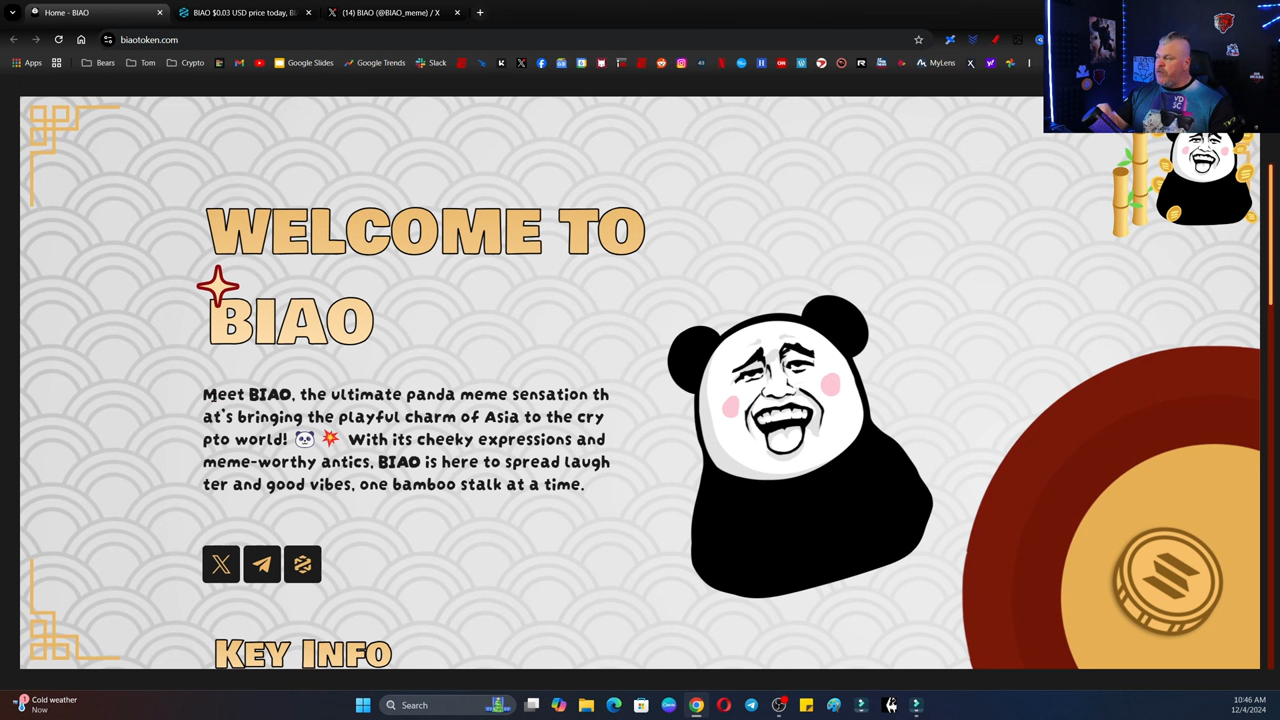 Home - BIAO
BIAO $0.03 USD price today, BI
(14) BIAO (@BIAO_meme) / X
biaotoken.com
Apps
Bears
Tom
Crypto
Google Slides
Google Trends
Slack
MyLens
WELCOME TO
BIAO
Meet BIAO, the ultimate panda meme sensation th
at's bringing the playful charm of Asia to the cry
pto world! 🐼 💥 With its cheeky expressions and
meme-worthy antics, BIAO is here to spread laugh
ter and good vibes, one bamboo stalk at a time.
KEY INFO
Cold weather
Now
Search
10:46 AM
12/4/2024